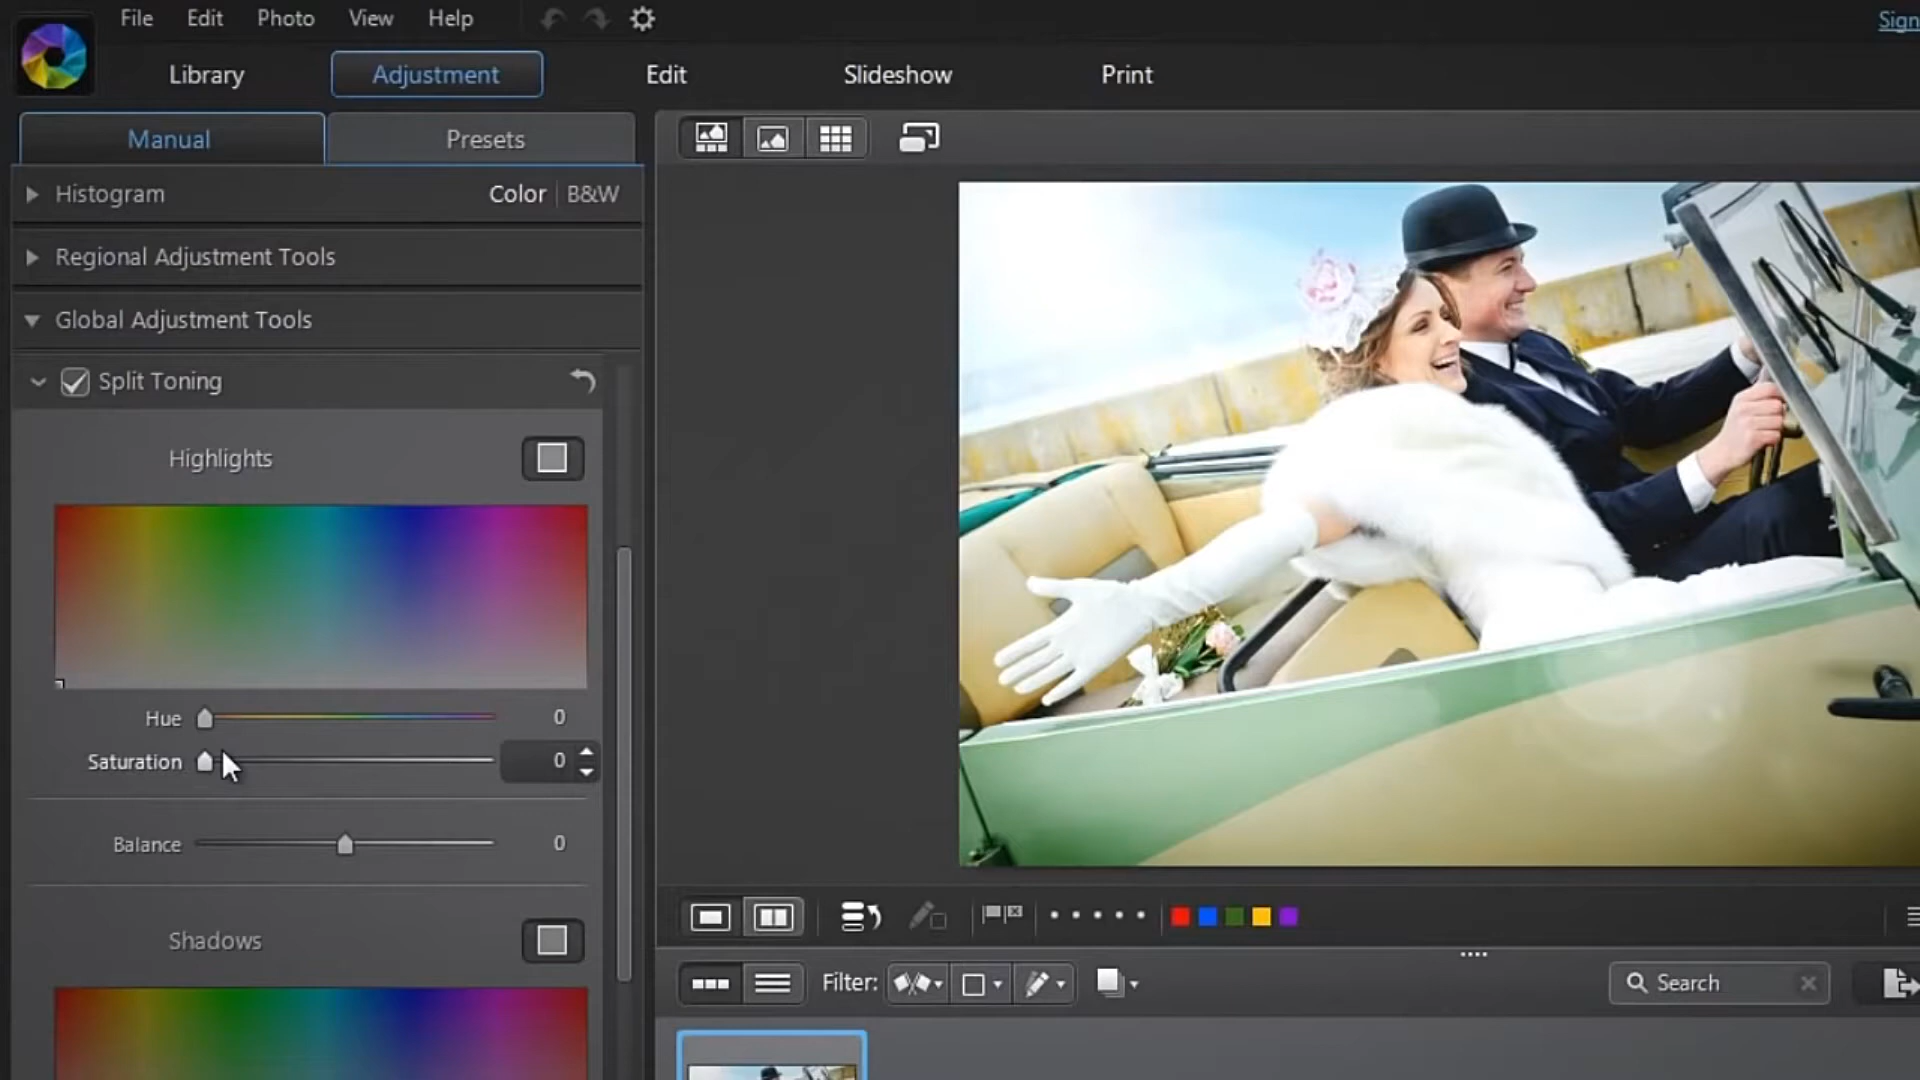 File Edit Photo View Help
Sign
Library Adjustment Edit Slideshow Print
Manual Presets
Histogram Color | B&W
Regional Adjustment Tools
Global Adjustment Tools
Split Toning
Highlights
Hue 0
Saturation 0
Balance 0
Shadows
Filter: Search